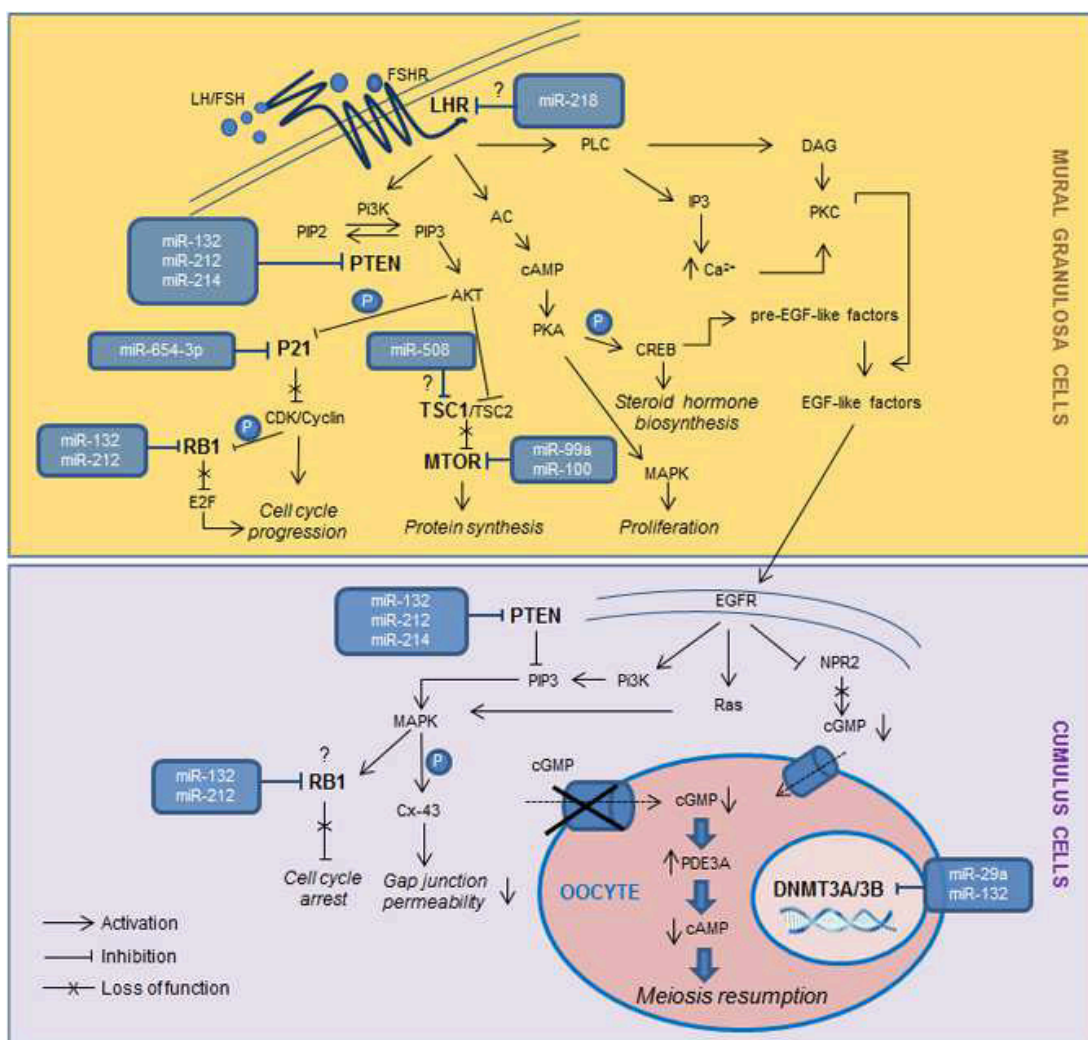 FSHR
LH/FSH
LHR
?
miR-218
PLC
DAG
Pi3K
AC
IP3
PKC
miR-132
miR-212
miR-214
PIP2
PIP3
PTEN
cAMP
Ca²⁺
P
AKT
PKA
P
pre-EGF-like factors
miR-654-3p
P21
miR-508
CREB
?
TSC1/TSC2
Steroid hormone
biosynthesis
EGF-like factors
CDK/Cyclin
P
miR-132
miR-212
RB1
MTOR
miR-99a
miR-100
MAPK
E2F
Cell cycle
progression
Protein synthesis
Proliferation
MURAL GRANULOSA CELLS
miR-132
miR-212
miR-214
PTEN
EGFR
PIP3
Pi3K
NPR2
Ras
MAPK
cGMP
?
P
miR-132
miR-212
RB1
cGMP
cGMP
Cx-43
PDE3A
Cell cycle
arrest
Gap junction
permeability
OOCYTE
DNMT3A/3B
miR-29a
miR-132
cAMP
Meiosis resumption
Activation
Inhibition
Loss of function
CUMULUS CELLS